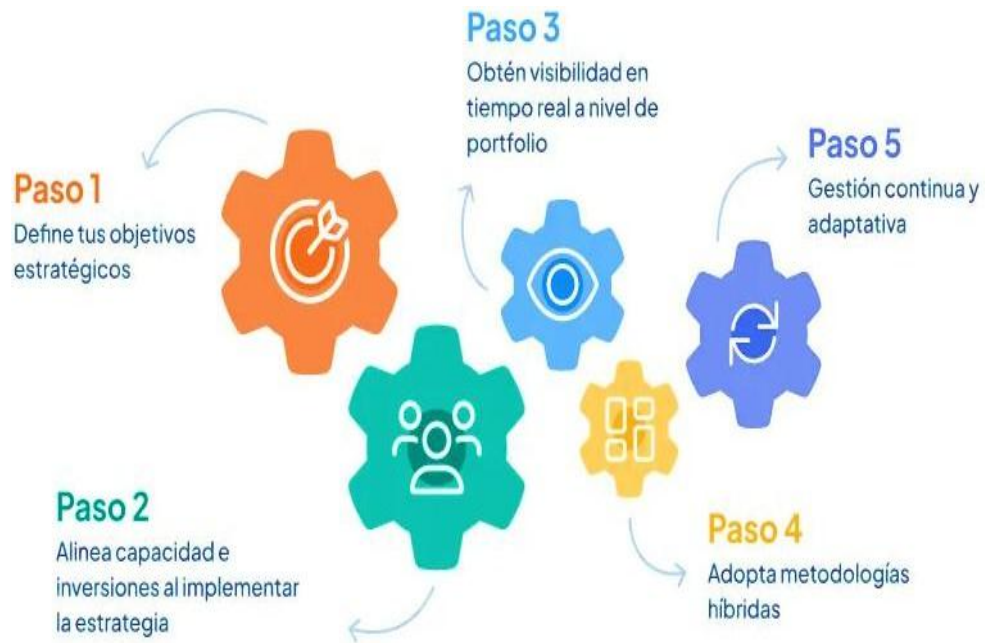 Paso 1
Define tus objetivos
estratégicos
Paso 2
Alinea capacidad e
inversiones al implementar
la estrategia
Paso 3
Obtén visibilidad en
tiempo real a nivel de
portfolio
Paso 4
Adopta metodologías
híbridas
Paso 5
Gestión continua y
adaptativa